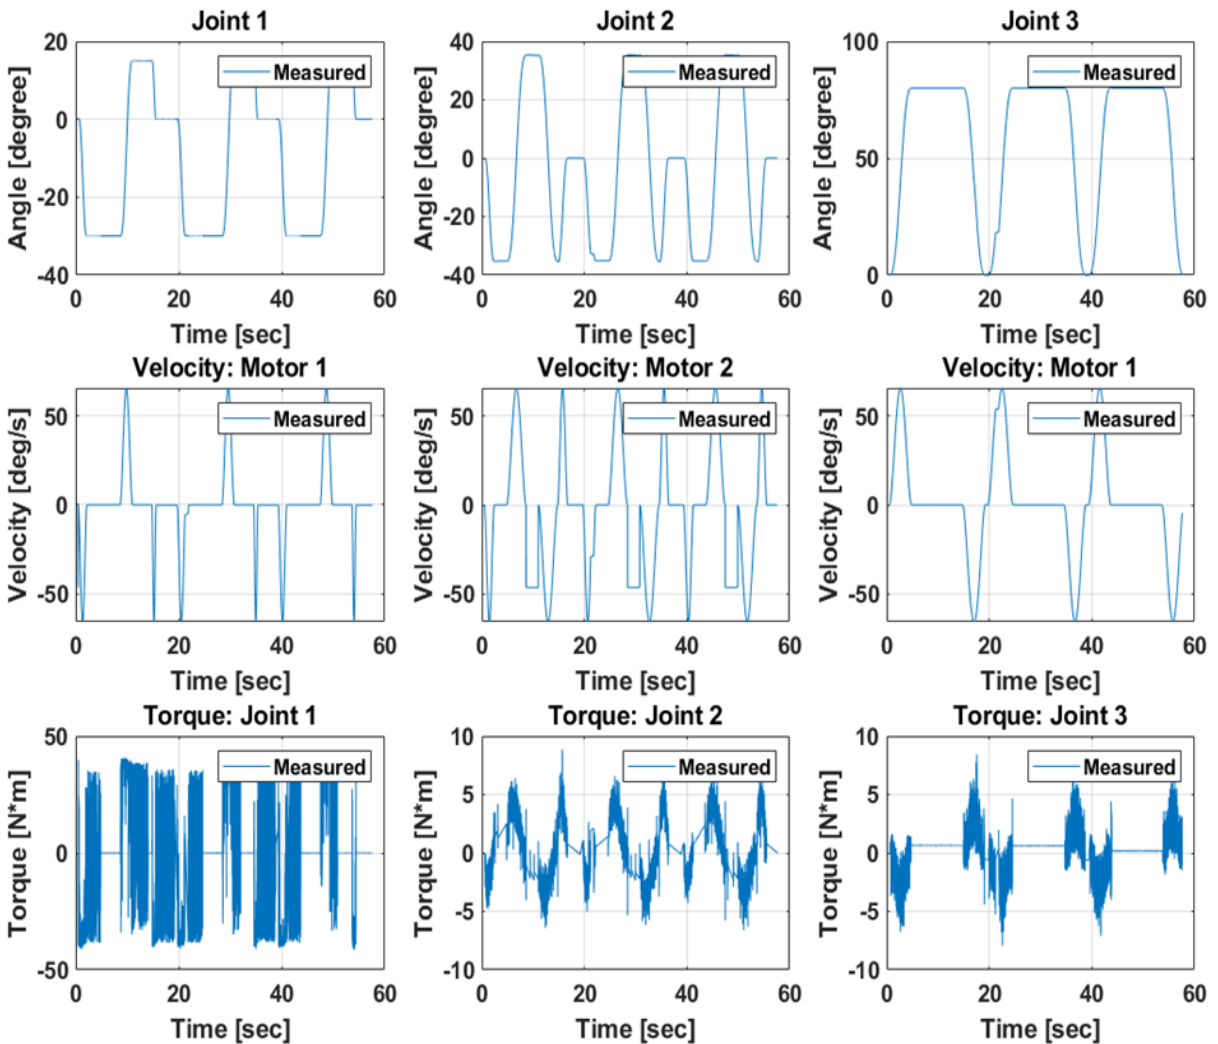 Joint 1
Joint 2
Joint 3
Angle [degree]
20
0
-20
-40
Measured
0
20
40
60
Time [sec]
Angle [degree]
40
20
0
-20
-40
Measured
0
20
40
60
Time [sec]
Angle [degree]
100
50
0
Measured
0
20
40
60
Time [sec]
Velocity: Motor 1
Velocity: Motor 2
Velocity: Motor 1
Velocity [deg/s]
50
0
-50
Measured
0
20
40
60
Time [sec]
Velocity [deg/s]
50
0
-50
Measured
0
20
40
60
Time [sec]
Velocity [deg/s]
50
0
-50
Measured
0
20
40
60
Time [sec]
Torque: Joint 1
Torque: Joint 2
Torque: Joint 3
Torque [N*m]
50
0
-50
Measured
0
20
40
60
Time [sec]
Torque [N*m]
10
5
0
-5
-10
Measured
0
20
40
60
Time [sec]
Torque [N*m]
10
5
0
-5
-10
Measured
0
20
40
60
Time [sec]